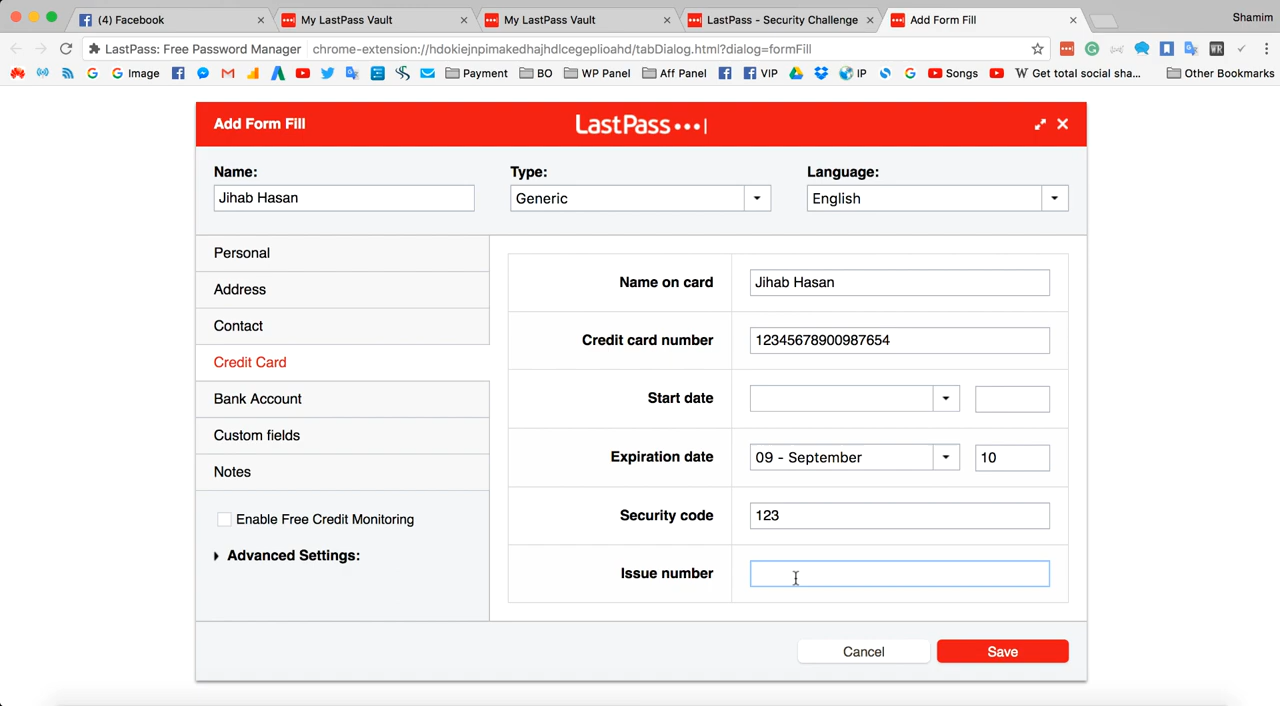 (4) Facebook
My LastPass Vault
My LastPass Vault
LastPass - Security Challenge
Add Form Fill
Shamim
LastPass: Free Password Manager
chrome-extension://hdokiejnpimakedhajhdlcegeplioahd/tabDialog.html?dialog=formFill
Image
Payment
BO
WP Panel
Aff Panel
VIP
IP
Songs
Get total social sha...
Other Bookmarks
Add Form Fill
LastPass
Name:
Type:
Language:
Jihab Hasan
Generic
English
Personal
Address
Contact
Credit Card
Bank Account
Custom fields
Notes
Enable Free Credit Monitoring
Advanced Settings:
Name on card
Jihab Hasan
Credit card number
12345678900987654
Start date
Expiration date
09 - September
10
Security code
123
Issue number
Cancel
Save